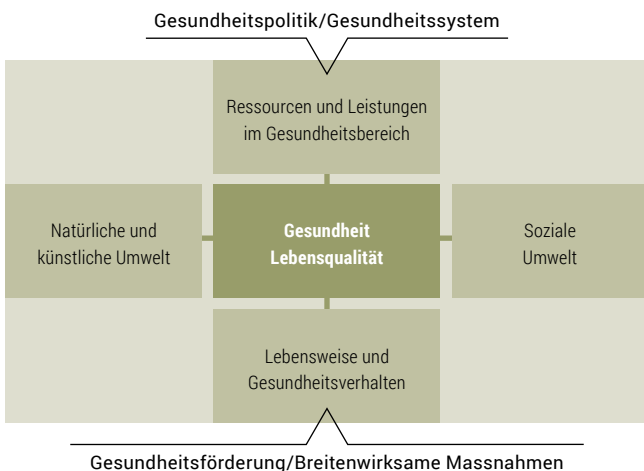 Gesundheitspolitik/Gesundheitssystem
Ressourcen und Leistungen
im Gesundheitsbereich
Natürliche und
künstliche Umwelt
Gesundheit
Lebensqualität
Soziale
Umwelt
Lebensweise und
Gesundheitsverhalten
Gesundheitsförderung/Breitenwirksame Massnahmen